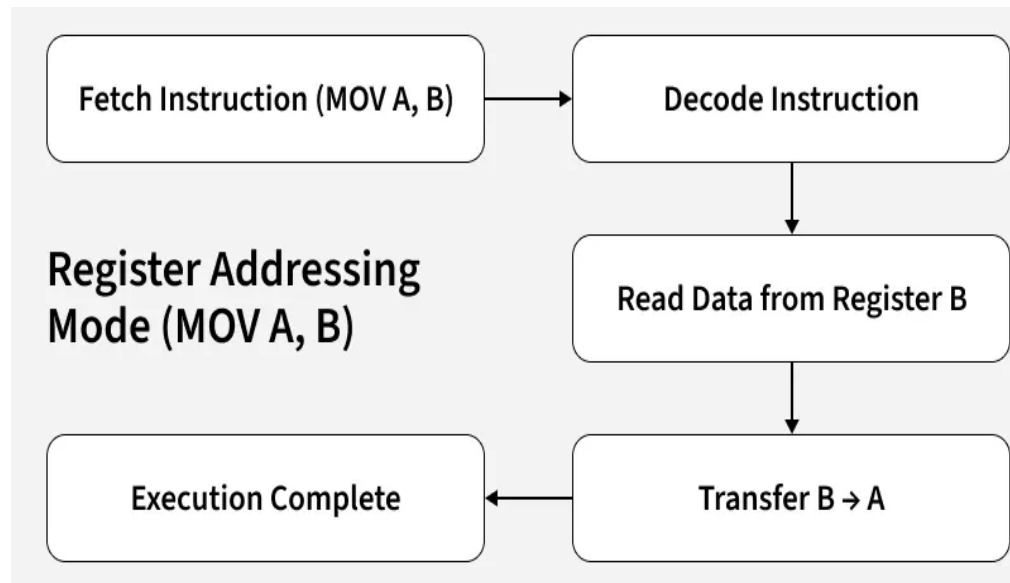 Fetch Instruction (MOV A, B)
Decode Instruction
Register Addressing
Mode (MOV A, B)
Read Data from Register B
Transfer B → A
Execution Complete